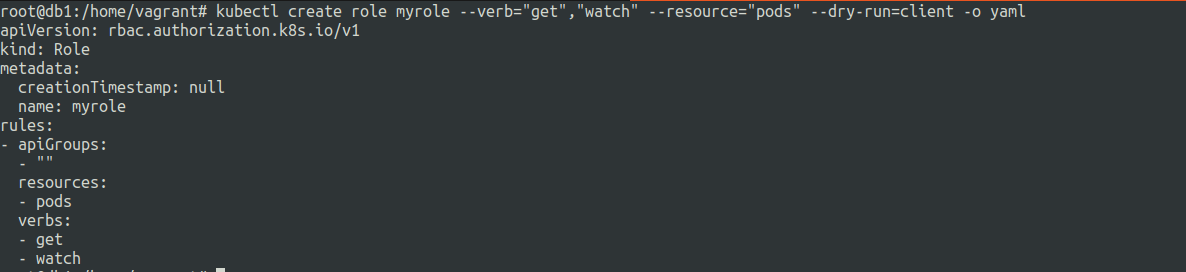 root@db1:/home/vagrant# kubectl create role myrole --verb="get","watch" --resource="pods" --dry-run=client -o yaml
apiVersion: rbac.authorization.k8s.io/v1
kind: Role
metadata:
  creationTimestamp: null
  name: myrole
rules:
- apiGroups:
  - ""
  resources:
  - pods
  verbs:
  - get
  - watch